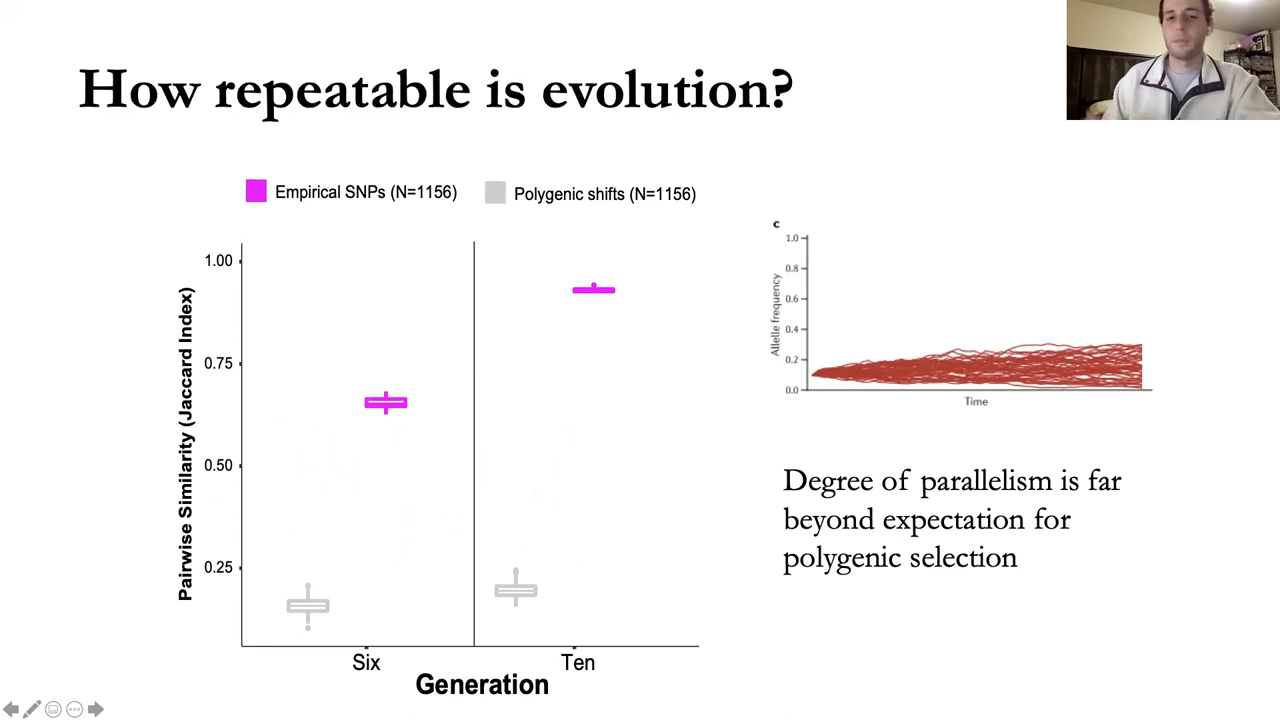 How repeatable is evolution?
Empirical SNPs (N=1156)
Polygenic shifts (N=1156)
Pairwise Similarity (Jaccard Index)
1.00
0.75
0.50
0.25
Six
Ten
Generation
c
Allele frequency
1.0
0.8
0.6
0.4
0.2
0.0
Time
Degree of parallelism is far
beyond expectation for
polygenic selection